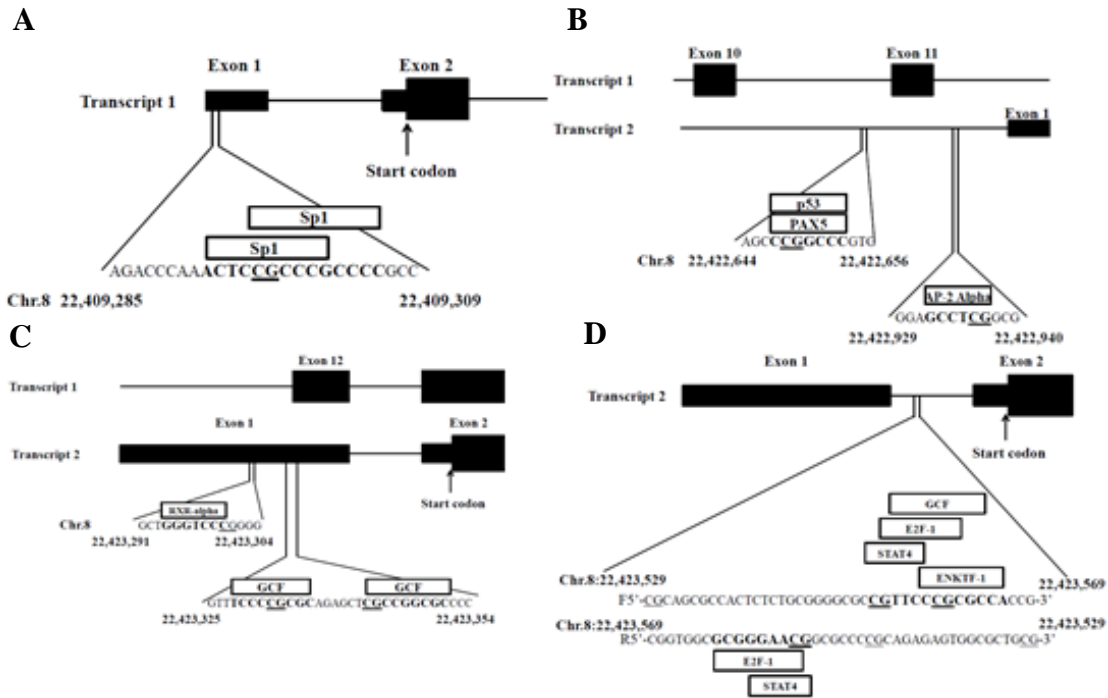 A
Exon 1
Exon 2
Transcript 1
Start codon
Sp1
Sp1
AGACCCAAACTCCCGCCCGCCCCGCC
Chr.8 22,409,285
22,409,309
B
Exon 10
Exon 11
Transcript 1
Exon 1
Transcript 2
p53
PAX5
AGCCCGGCCCGTG
Chr.8
22,422,644
22,422,656
AP-2 Alpha
GGAGCCTCGGCG
22,422,929
22,422,940
C
Exon 12
Transcript 1
Exon 1
Exon 2
Transcript 2
Start codon
RXR-alpha
Chr.8
GCTGGGTCCCGGGG
22,423,291
22,423,304
GCF
GCF
GTTTCCCCGCGCAGAGCTCGCCGGCGCCCC
22,423,325
22,423,354
D
Exon 1
Exon 2
Transcript 2
Start codon
GCF
E2F-1
STAT4
ENKTF-1
Chr.8:22,423,529
22,423,569
F5'-CGCAGCGCCACTCTCTGCGGGGCGCCCGTTCCCGCGCCACCG-3'
Chr.8:22,423,569
22,423,529
R5'-CGGTGGCGCGGGAACGGGCGCCCCGCAGAGAGTGGCGCTGCG-3'
E2F-1
STAT4